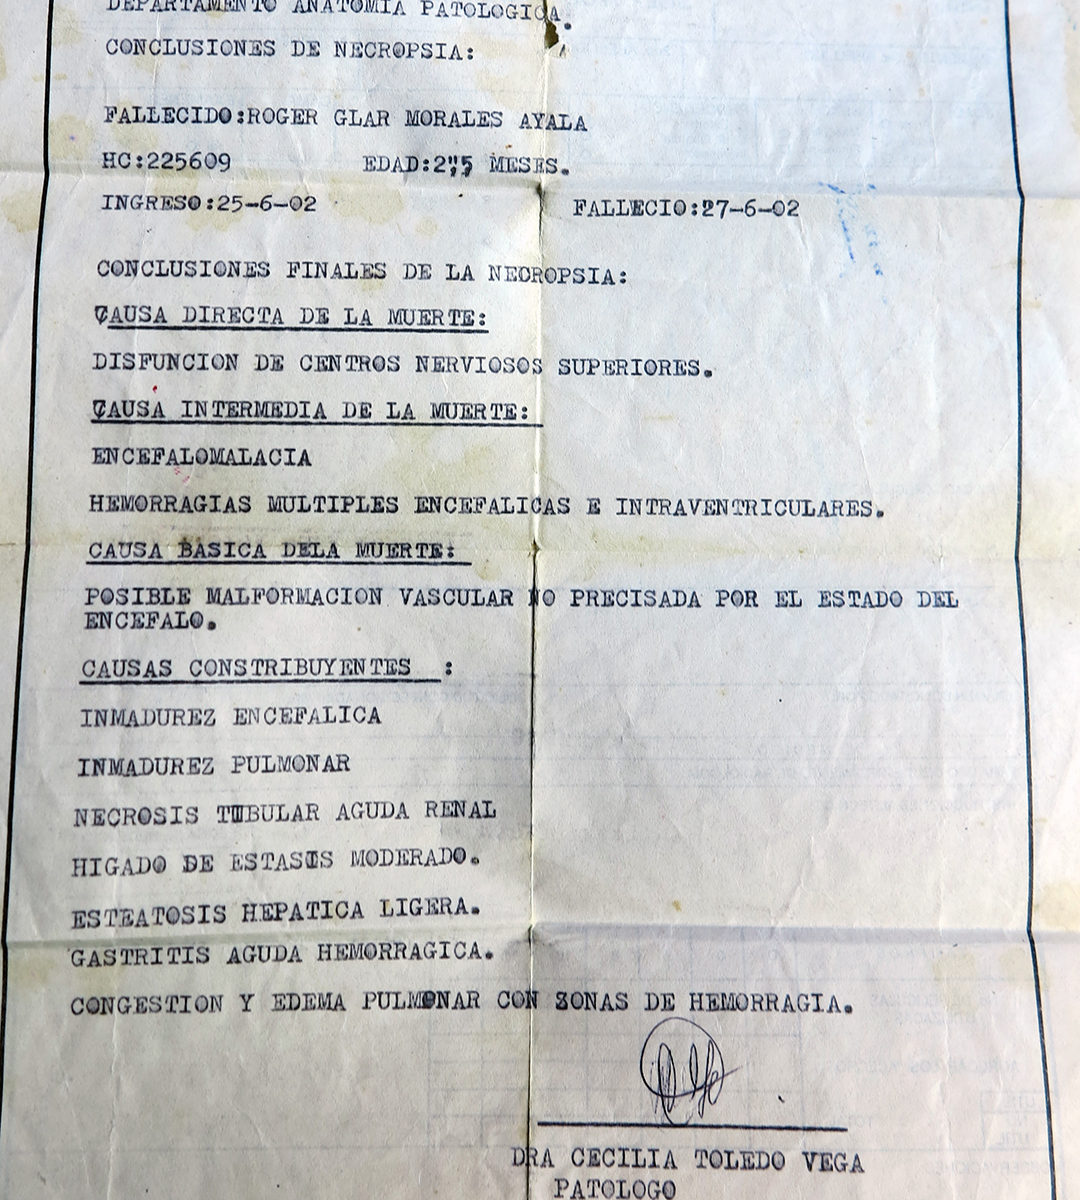 DEPARTAMENTO ANATOMIA PATOLOGICA.
CONCLUSIONES DE NECROPSIA:
FALLECIDO:ROGER GLAR MORALES AYALA
HC:225609 EDAD: MESES.
INGRESO:25-6-02 FALLECIO:27-6-02
CONCLUSIONES FINALES DE LA NECROPSIA:
CAUSA DIRECTA DE LA MUERTE:
DISFUNCION DE CENTROS NERVIOSOS SUPERIORES.
CAUSA INTERMEDIA DE LA MUERTE:
ENCEFALOMALACIA
HEMORRAGIAS MULTIPLES ENCEFALICAS E INTRAVENTRICULARES.
CAUSA BASICA DELA MUERTE:
POSIBLE MALFORMACION VASCULAR NO PRECISADA POR EL ESTADO DEL
ENCEFALO.
CAUSAS CONSTRIBUYENTES :
INMADUREZ ENCEFALICA
INMADUREZ PULMONAR
NECROSIS TUBULAR AGUDA RENAL
HIGADO DE ESTASIS MODERADO.
ESTEATOSIS HEPATICA LIGERA.
GASTRITIS AGUDA HEMORRAGICA.
CONGESTION Y EDEMA PULMONAR CON ZONAS DE HEMORRAGIA.
DRA CECILIA TOLEDO VEGA
PATOLOGO